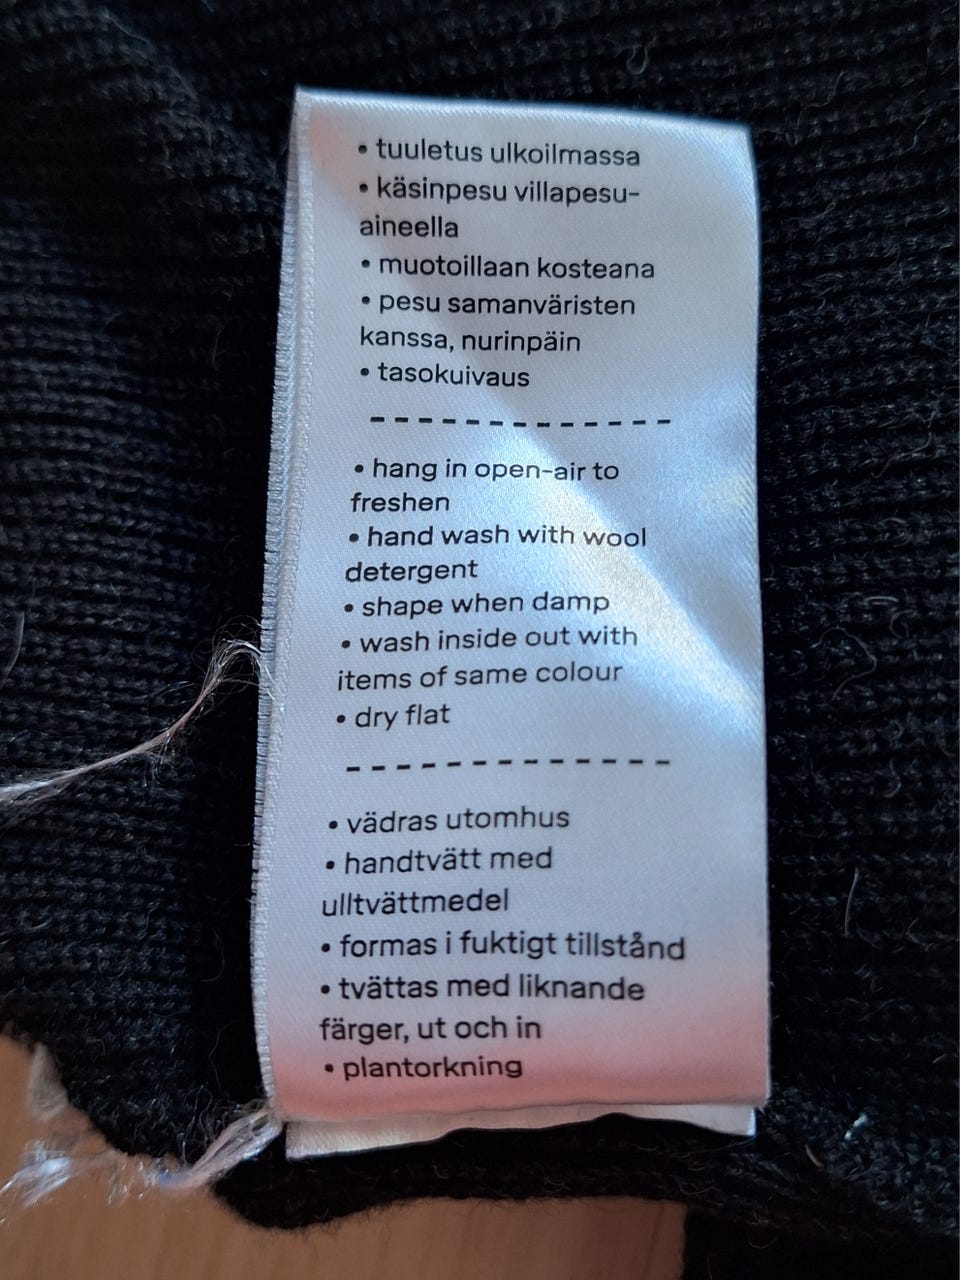 • tuuletus ulkoilmassa
• käsinpesu villapesu-
aineella
• muotoillaan kosteana
• pesu samanväristen
kanssa, nurinpäin
• tasokuivaus
- - - - - - - - - - - - -
• hang in open-air to
freshen
• hand wash with wool
detergent
• shape when damp
• wash inside out with
items of same colour
• dry flat
- - - - - - - - - - - - -
• vädras utomhus
• handtvätt med
ulltvättmedel
• formas i fuktigt tillstånd
• tvättas med liknande
färger, ut och in
• plantorkning